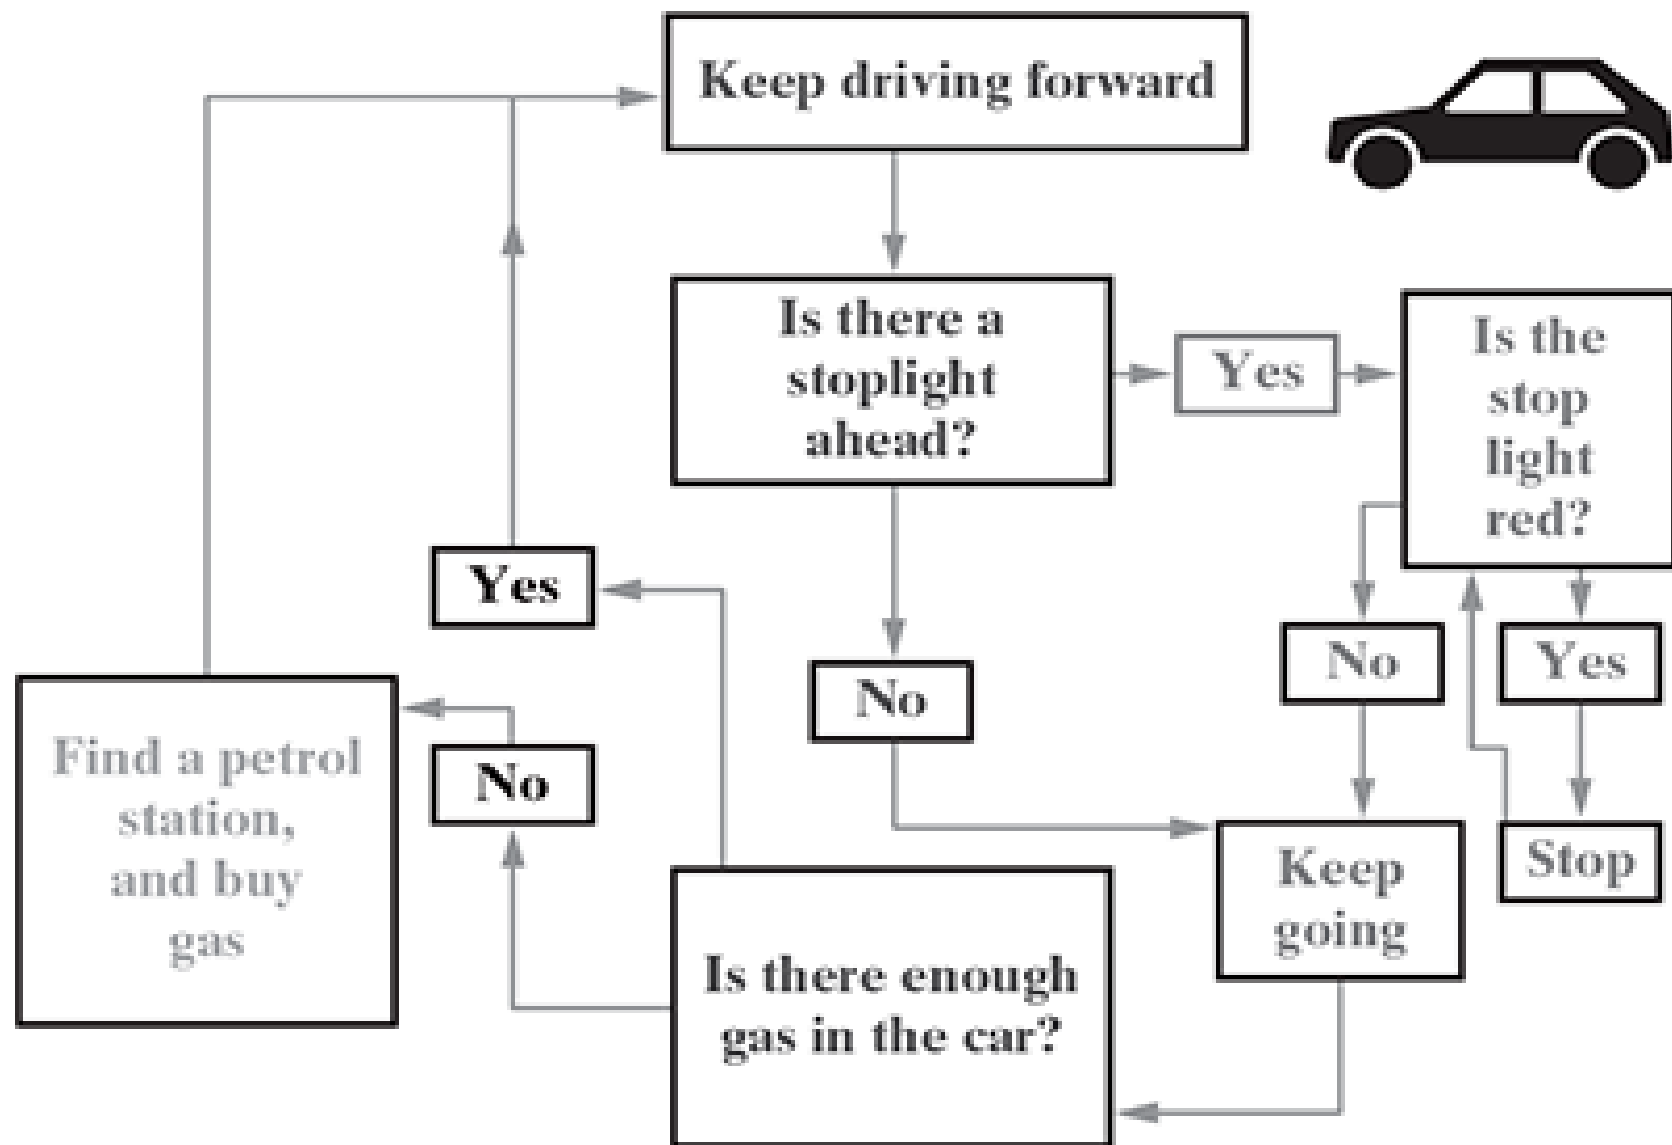 Keep driving forward
Is there a
stoplight
ahead?
Yes
Is the
stop
light
red?
No
Yes
Stop
No
Keep
going
Is there enough
gas in the car?
Yes
No
Find a petrol
station,
and buy
gas